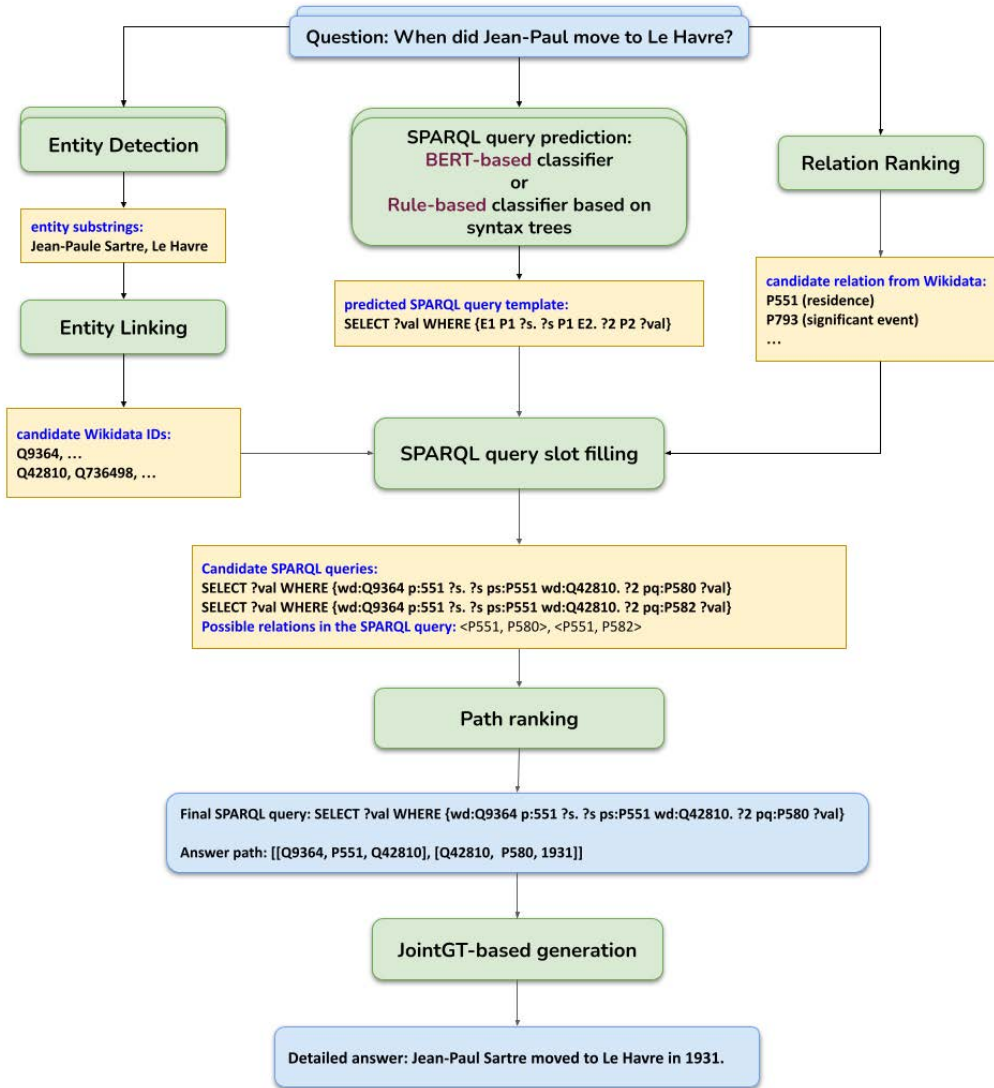 Question: When did Jean-Paul move to Le Havre?
Entity Detection
entity substrings:
Jean-Paule Sartre, Le Havre
Entity Linking
candidate Wikidata IDs:
Q9364, ...
Q42810, Q736498, ...
SPARQL query prediction:
BERT-based classifier
or
Rule-based classifier based on
syntax trees
predicted SPARQL query template:
SELECT ?val WHERE {E1 P1 ?s. ?s P1 E2. ?2 P2 ?val}
Relation Ranking
candidate relation from Wikidata:
P551 (residence)
P793 (significant event)
...
SPARQL query slot filling
Candidate SPARQL queries:
SELECT ?val WHERE {wd:Q9364 p:551 ?s. ?s ps:P551 wd:Q42810. ?2 pq:P580 ?val}
SELECT ?val WHERE {wd:Q9364 p:551 ?s. ?s ps:P551 wd:Q42810. ?2 pq:P582 ?val}
Possible relations in the SPARQL query: <P551, P580>, <P551, P582>
Path ranking
Final SPARQL query: SELECT ?val WHERE {wd:Q9364 p:551 ?s. ?s ps:P551 wd:Q42810. ?2 pq:P580 ?val}
Answer path: [[Q9364, P551, Q42810], [Q42810, P580, 1931]]
JointGT-based generation
Detailed answer: Jean-Paul Sartre moved to Le Havre in 1931.